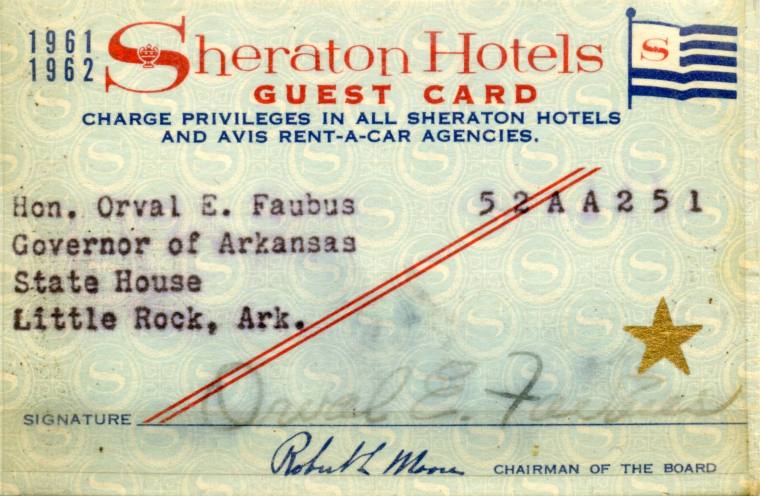 1961
1962
Sheraton Hotels
S
GUEST CARD
CHARGE PRIVILEGES IN ALL SHERATON HOTELS
AND AVIS RENT-A-CAR AGENCIES.
Hon. Orval E. Faubus 52AA251
Governor of Arkansas
State House
Little Rock, Ark.
SIGNATURE Orval E. Faubus
Robert L Moore CHAIRMAN OF THE BOARD